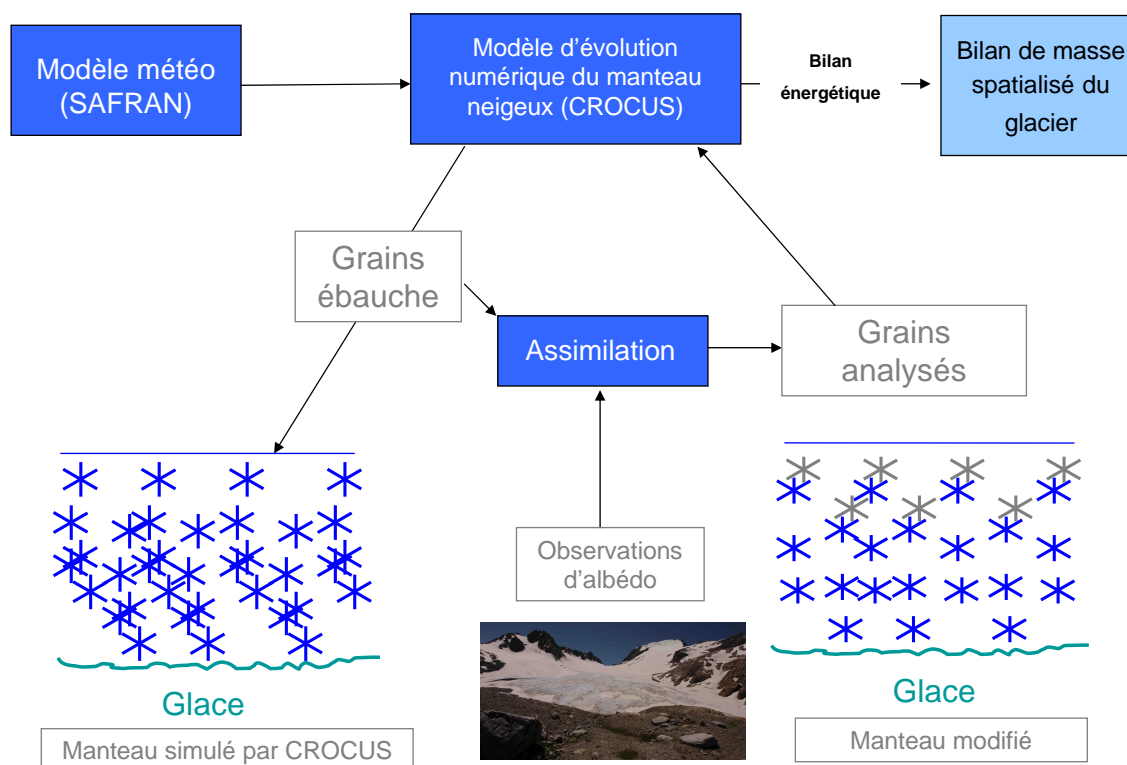 Modèle météo
(SAFRAN)
Modèle d'évolution
numérique du manteau
neigeux (CROCUS)
Bilan
énergétique
Bilan de masse
spatialisé du
glacier
Grains
ébauche
Assimilation
Grains
analysés
Observations
d'albédo
Glace
Manteau simulé par CROCUS
Glace
Manteau modifié